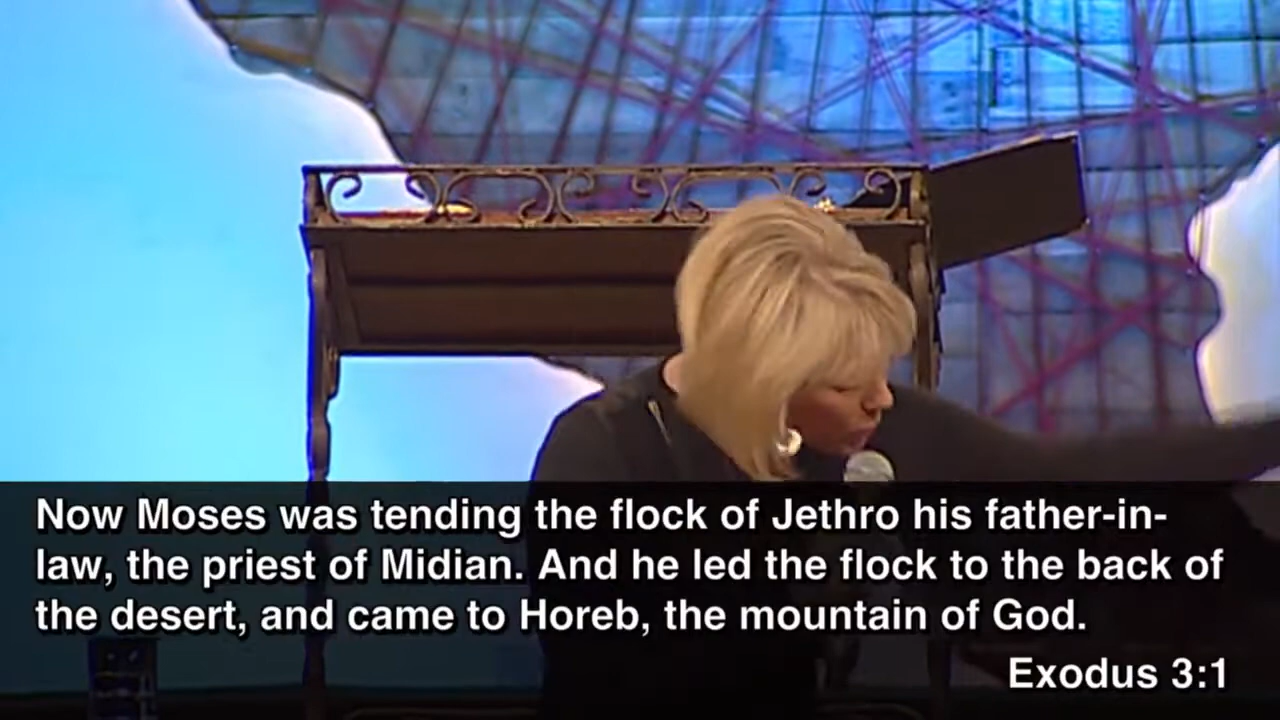 Now Moses was tending the flock of Jethro his father-in-
law, the priest of Midian. And he led the flock to the back of
the desert, and came to Horeb, the mountain of God.
Exodus 3:1